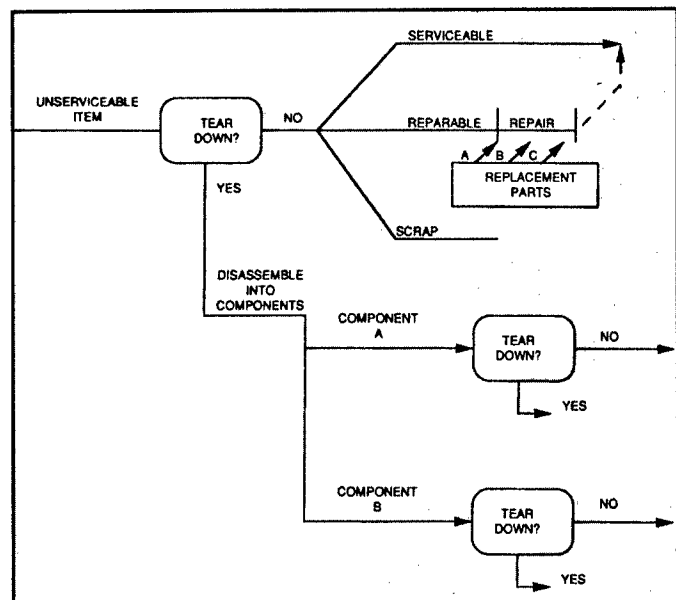 SERVICEABLE
UNSERVICEABLE
ITEM
TEAR
DOWN?
NO
REPARABLE
REPAIR
A
B
C
REPLACEMENT
PARTS
YES
SCRAP
DISASSEMBLE
INTO
COMPONENTS
COMPONENT
A
TEAR
DOWN?
NO
YES
COMPONENT
B
TEAR
DOWN?
NO
YES